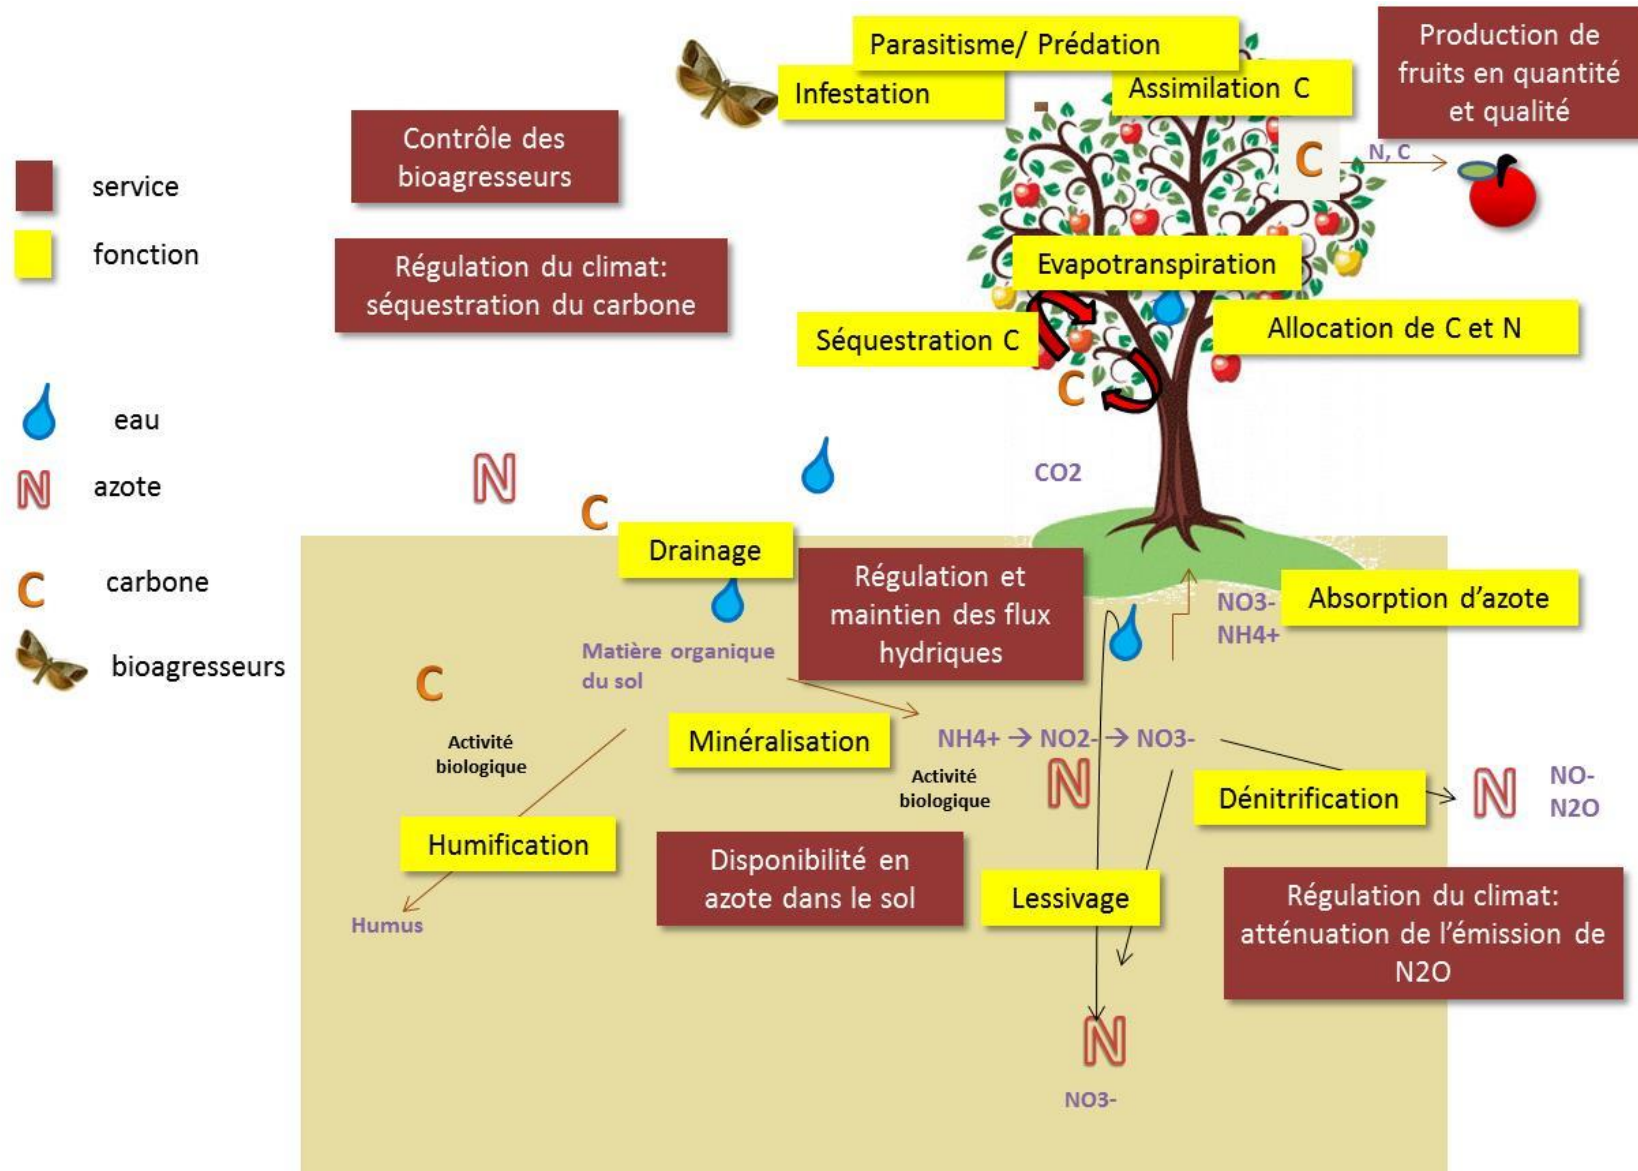 Parasitisme/ Prédation
Infestation
Assimilation C
Production de
fruits en quantité
et qualité
Contrôle des
bioagresseurs
service
fonction
C
N, C
Régulation du climat:
séquestration du carbone
Evapotranspiration
Séquestration C
Allocation de C et N
C
eau
N
azote
N
CO2
C
C
carbone
bioagresseurs
Drainage
Régulation et
maintien des flux
hydriques
NO3-
NH4+
Absorption d’azote
Matière organique
du sol
C
Activité
biologique
Minéralisation
NH4+ → NO2- → NO3-
Activité
biologique
N
Dénitrification
N
NO-
N2O
Humification
Disponibilité en
azote dans le sol
Lessivage
Régulation du climat:
atténuation de l’émission de
N2O
Humus
N
NO3-